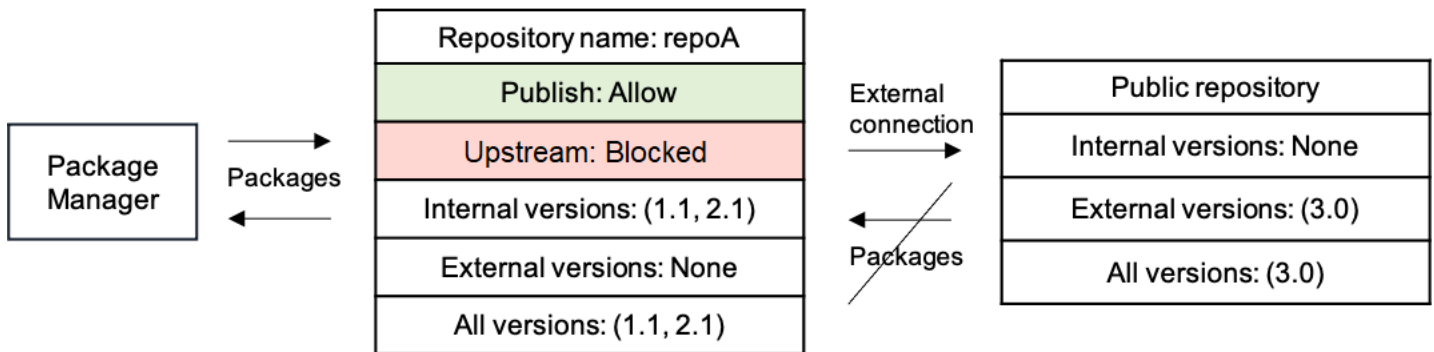 Package
Manager
Packages
Repository name: repoA
Publish: Allow
Upstream: Blocked
Internal versions: (1.1, 2.1)
External versions: None
All versions: (1.1, 2.1)
External
connection
Packages
Public repository
Internal versions: None
External versions: (3.0)
All versions: (3.0)